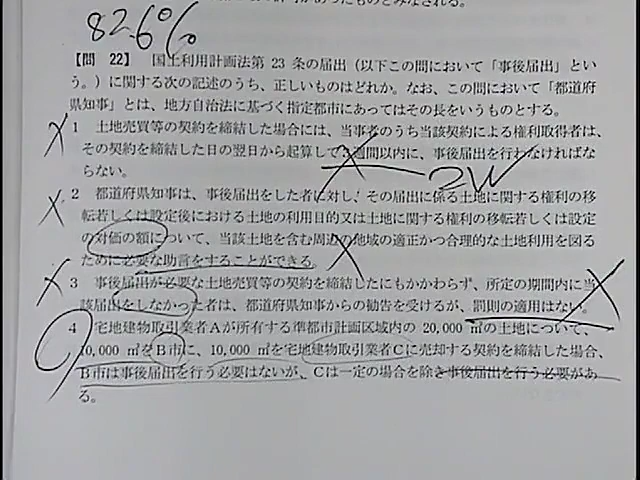 82.6%
【問 22】 国土利用計画法第 23 条の届出(以下この問において「事後届出」とい
う。)に関する次の記述のうち、正しいものはどれか。なお、この問において「都道府
県知事」とは、地方自治法に基づく指定都市にあってはその長をいうものとする。
1 土地売買等の契約を締結した場合には、当事者のうち当該契約による権利取得者は、
その契約を締結した日の翌日から起算して3週間以内に、事後届出を行わなければな
らない。
2W
2 都道府県知事は、事後届出をした者に対し、その届出に係る土地に関する権利の移
転若しくは設定後における土地の利用目的又は土地に関する権利の移転若しくは設定
の対価の額について、当該土地を含む周辺の地域の適正かつ合理的な土地利用を図る
ために必要な助言をすることができる。
3 事後届出が必要な土地売買等の契約を締結したにもかかわらず、所定の期間内に当
該届出をしなかった者は、都道府県知事からの勧告を受けるが、罰則の適用はない。
4 宅地建物取引業者Aが所有する準都市計画区域内の 20,000 ㎡の土地について、
10,000 ㎡をB市に、10,000 ㎡を宅地建物取引業者Cに売却する契約を締結した場合、
B市は事後届出を行う必要はないが、Cは一定の場合を除き事後届出を行う必要があ
る。